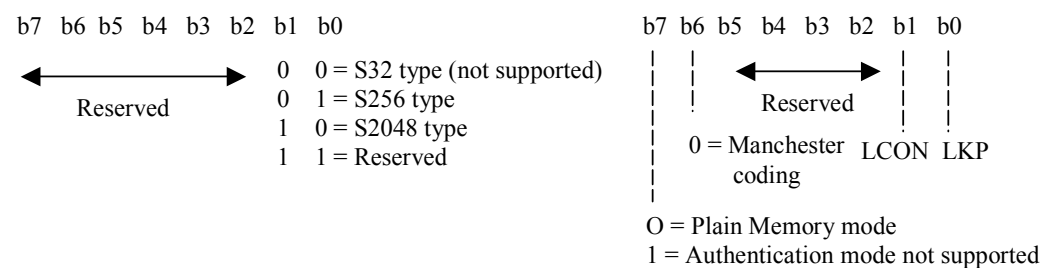 b7 b6 b5 b4 b3 b2 b1 b0
0 0 = S32 type (not supported)
Reserved
0 1 = S256 type
1 0 = S2048 type
1 1 = Reserved
b7 b6 b5 b4 b3 b2 b1 b0
Reserved
0 = Manchester coding
LCON LKP
O = Plain Memory mode
1 = Authentication mode not supported